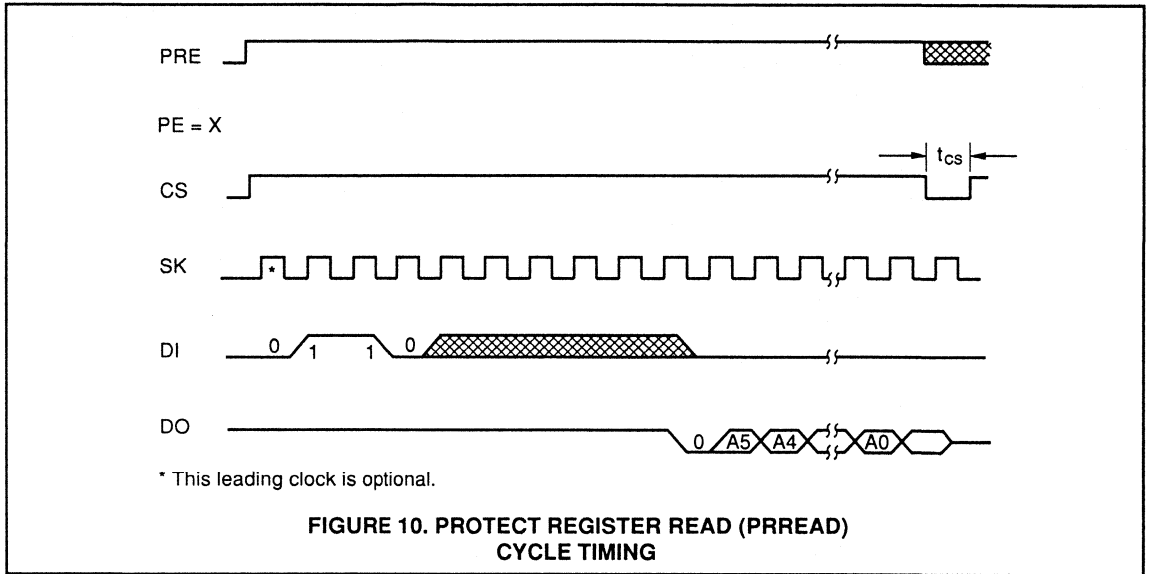 PRE
PE = X
tCS
CS
SK
*
DI
0 1 1 0
DO
0 A5 A4 A0
* This leading clock is optional.
FIGURE 10. PROTECT REGISTER READ (PRREAD)
CYCLE TIMING